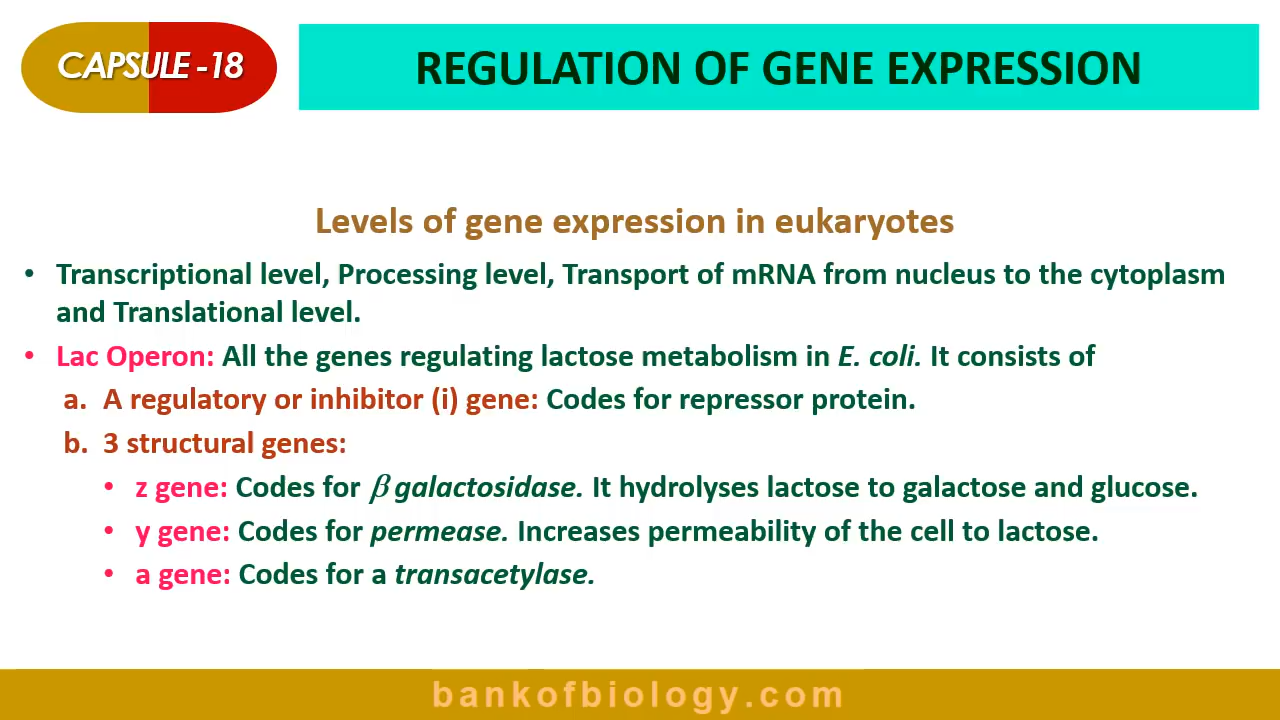 CAPSULE -18
REGULATION OF GENE EXPRESSION
Levels of gene expression in eukaryotes
• Transcriptional level, Processing level, Transport of mRNA from nucleus to the cytoplasm
and Translational level.
• Lac Operon: All the genes regulating lactose metabolism in E. coli. It consists of
a. A regulatory or inhibitor (i) gene: Codes for repressor protein.
b. 3 structural genes:
• z gene: Codes for β galactosidase. It hydrolyses lactose to galactose and glucose.
• y gene: Codes for permease. Increases permeability of the cell to lactose.
• a gene: Codes for a transacetylase.
bankofbiology.com